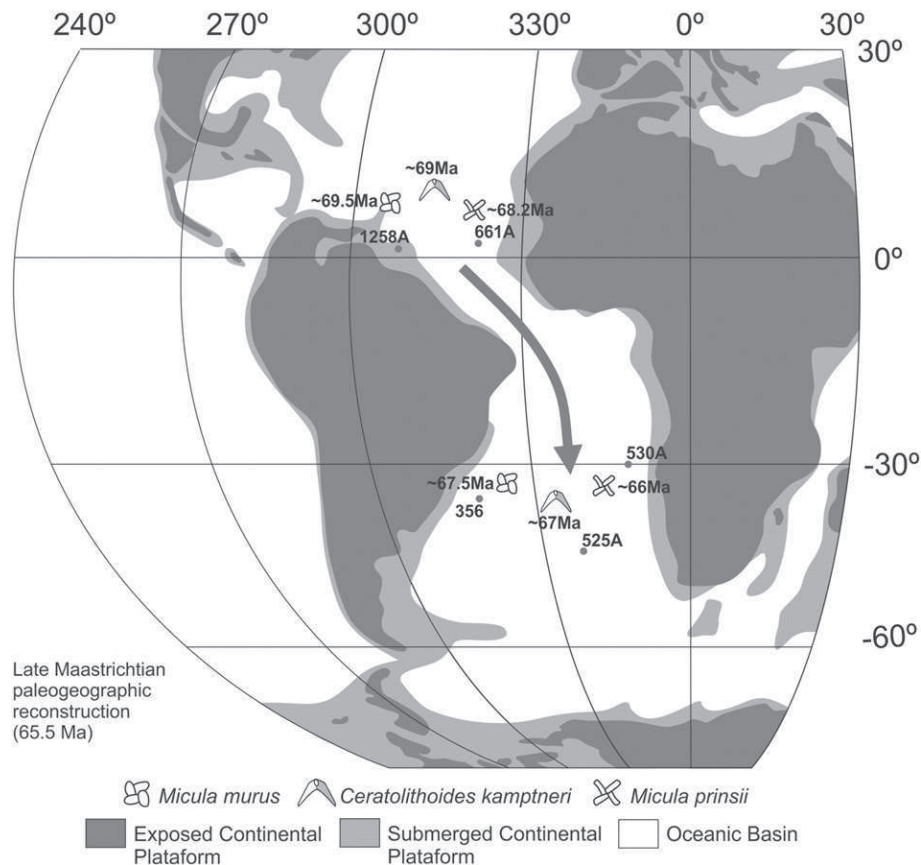 240º 270º 300º 330º 0º 30º
30º
~69Ma
~69.5Ma
~68.2Ma
1258A
661A
0º
530A
-30º
~67.5Ma
~66Ma
356
~67Ma
525A
-60º
Late Maastrichtian
paleogeographic
reconstruction
(65.5 Ma)
Micula murus Ceratolithoides kamptneri Micula prinsii
Exposed Continental
Plataform
Submerged Continental
Plataform
Oceanic Basin